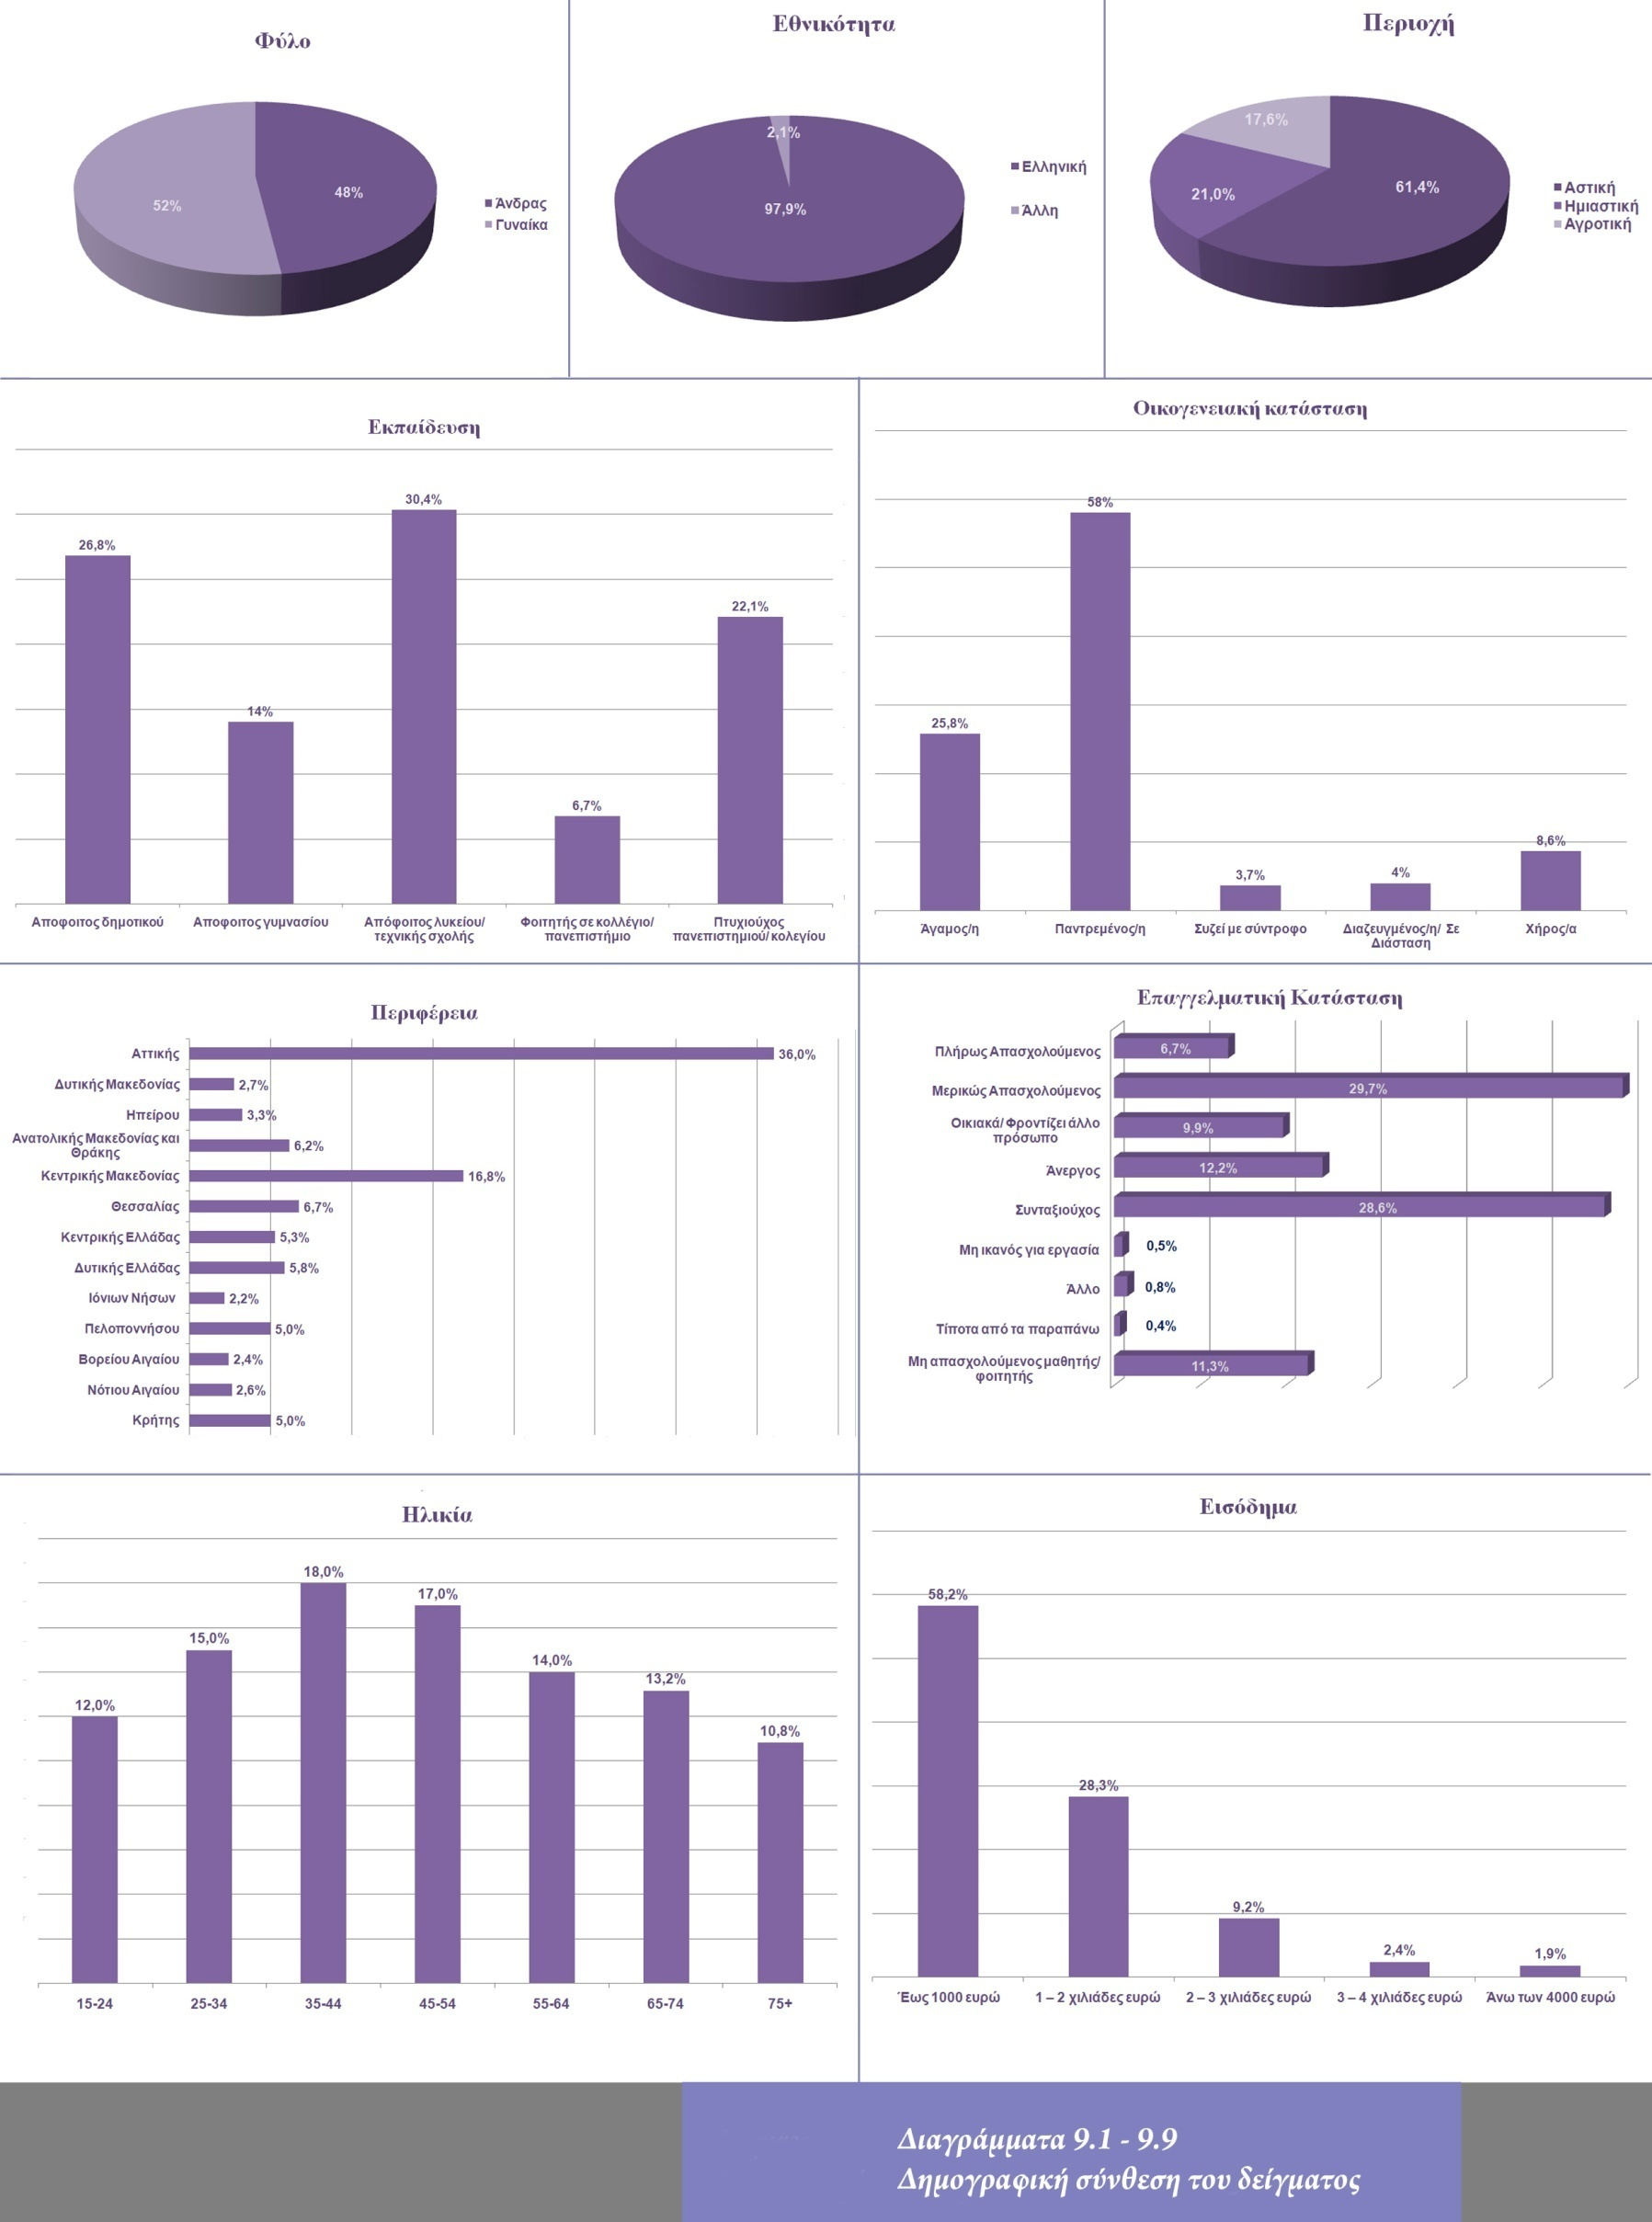 Φύλο
48%
52%
Άνδρας
Γυναίκα
Εθνικότητα
2,1%
97,9%
Ελληνική
Άλλη
Περιοχή
17,6%
21,0%
61,4%
Αστική
Ημιαστική
Αγροτική
Εκπαίδευση
26,8%
14%
30,4%
6,7%
22,1%
Αποφοιτος δημοτικού
Αποφοιτος γυμνασίου
Απόφοιτος λυκείου/
τεχνικής σχολής
Φοιτητής σε κολλέγιο/
πανεπιστήμιο
Πτυχιούχος
πανεπιστημιού/ κολεγίου
Οικογενειακή κατάσταση
25,8%
58%
3,7%
4%
8,6%
Άγαμος/η
Παντρεμένος/η
Συζεί με σύντροφο
Διαζευγμένος/η/ Σε
Διάσταση
Χήρος/α
Περιφέρεια
Αττικής 36,0%
Δυτικής Μακεδονίας 2,7%
Ηπείρου 3,3%
Ανατολικής Μακεδονίας και
Θράκης 6,2%
Κεντρικής Μακεδονίας 16,8%
Θεσσαλίας 6,7%
Κεντρικής Ελλάδας 5,3%
Δυτικής Ελλάδας 5,8%
Ιόνιων Νήσων 2,2%
Πελοποννήσου 5,0%
Βορείου Αιγαίου 2,4%
Νότιου Αιγαίου 2,6%
Κρήτης 5,0%
Επαγγελματική Κατάσταση
Πλήρως Απασχολούμενος 6,7%
Μερικώς Απασχολούμενος 29,7%
Οικιακά/ Φροντίζει άλλο
πρόσωπο 9,9%
Άνεργος 12,2%
Συνταξιούχος 28,6%
Μη ικανός για εργασία 0,5%
Άλλο 0,8%
Τίποτα από τα παραπάνω 0,4%
Μη απασχολούμενος μαθητής/
φοιτητής 11,3%
Ηλικία
12,0%
15,0%
18,0%
17,0%
14,0%
13,2%
10,8%
15-24
25-34
35-44
45-54
55-64
65-74
75+
Εισόδημα
58,2%
28,3%
9,2%
2,4%
1,9%
Έως 1000 ευρώ
1 – 2 χιλιάδες ευρώ
2 – 3 χιλιάδες ευρώ
3 – 4 χιλιάδες ευρώ
Άνω των 4000 ευρώ
Διαγράμματα 9.1 - 9.9
Δημογραφική σύνθεση του δείγματος